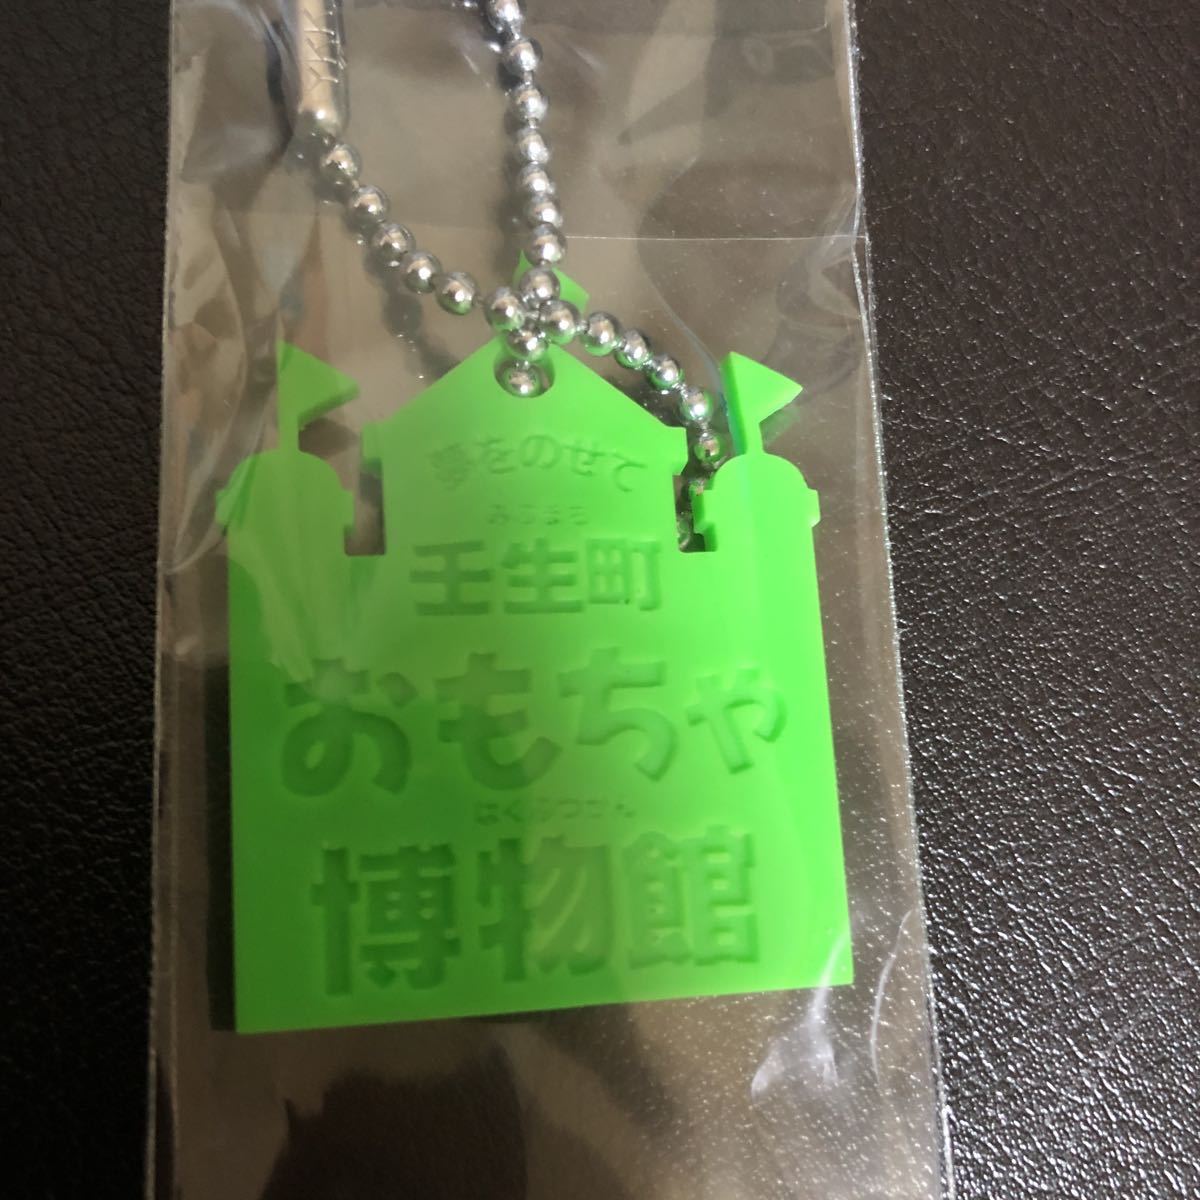 夢をのせて
みぶまち
壬生町
おもちゃ
はくぶつかん
博物館